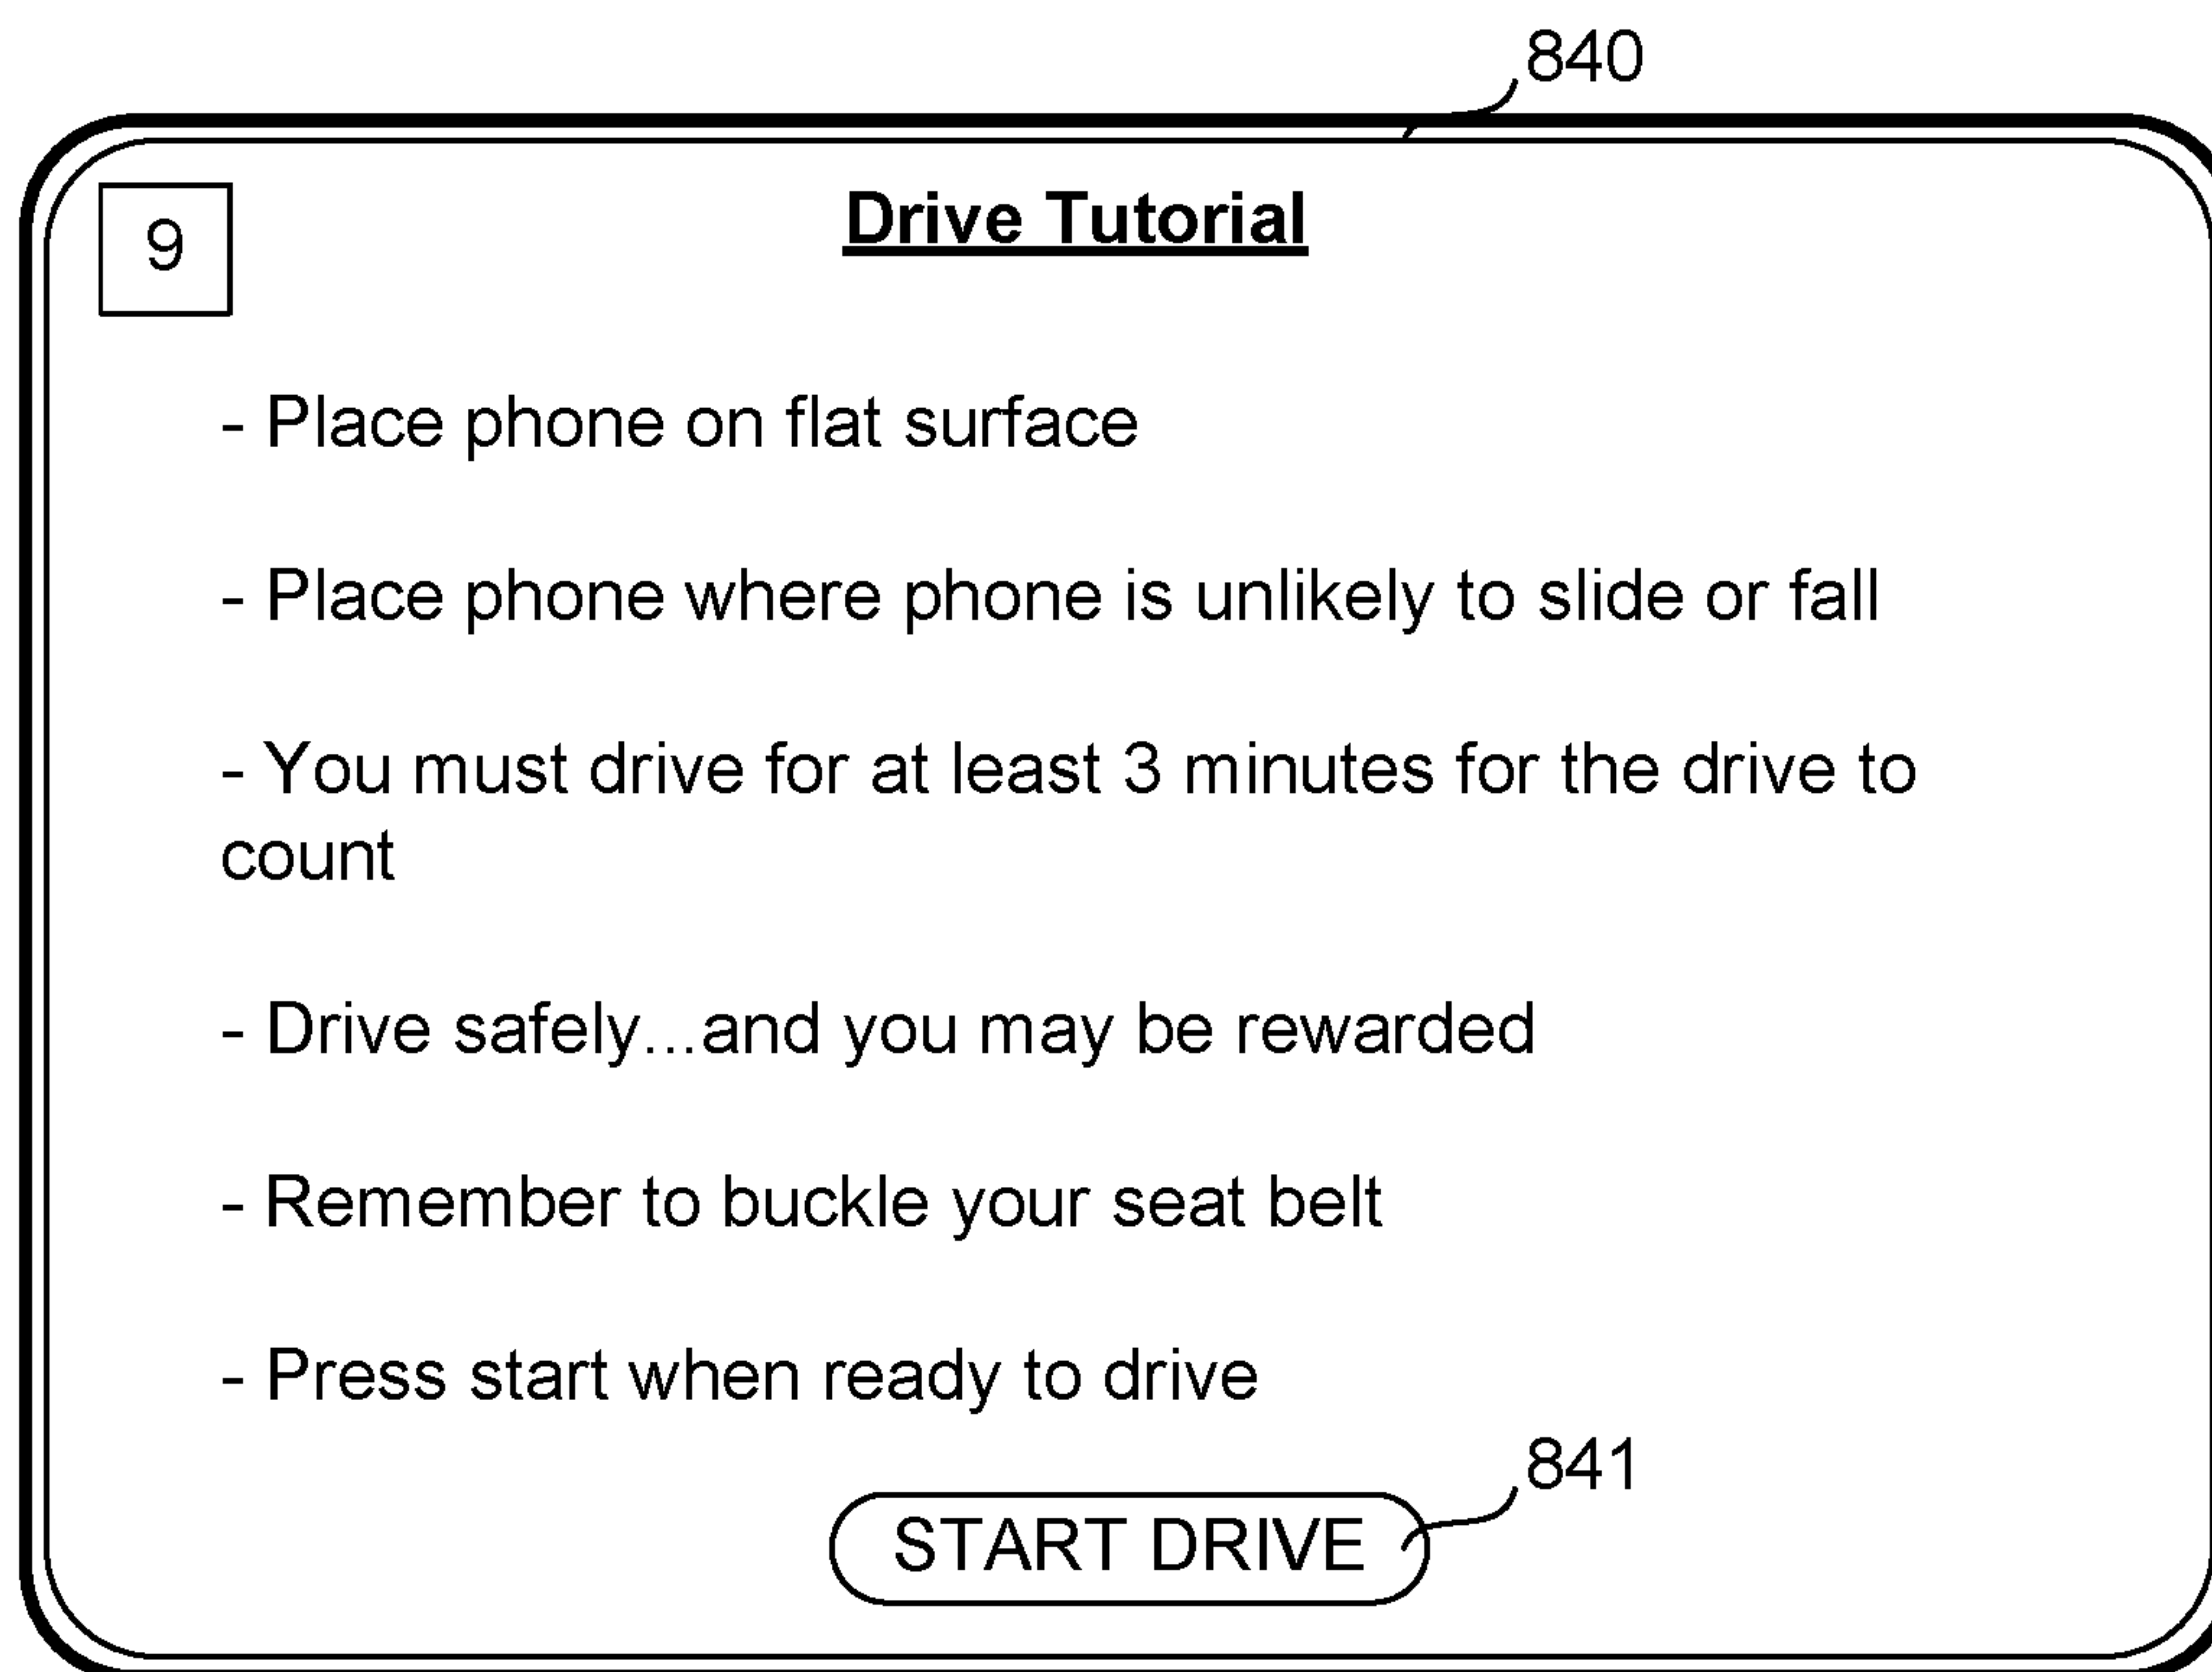 840
9
Drive Tutorial
- Place phone on flat surface
- Place phone where phone is unlikely to slide or fall
- You must drive for at least 3 minutes for the drive to
count
- Drive safely...and you may be rewarded
- Remember to buckle your seat belt
- Press start when ready to drive
841
START DRIVE